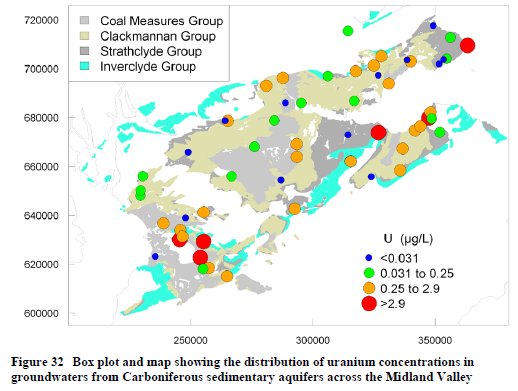 720000
700000
680000
660000
640000
620000
600000
Coal Measures Group
Clackmannan Group
Strathclyde Group
Inverclyde Group
U (µg/L)
<0.031
0.031 to 0.25
0.25 to 2.9
>2.9
250000 300000 350000
Figure 32 Box plot and map showing the distribution of uranium concentrations in
groundwaters from Carboniferous sedimentary aquifers across the Midland Valley